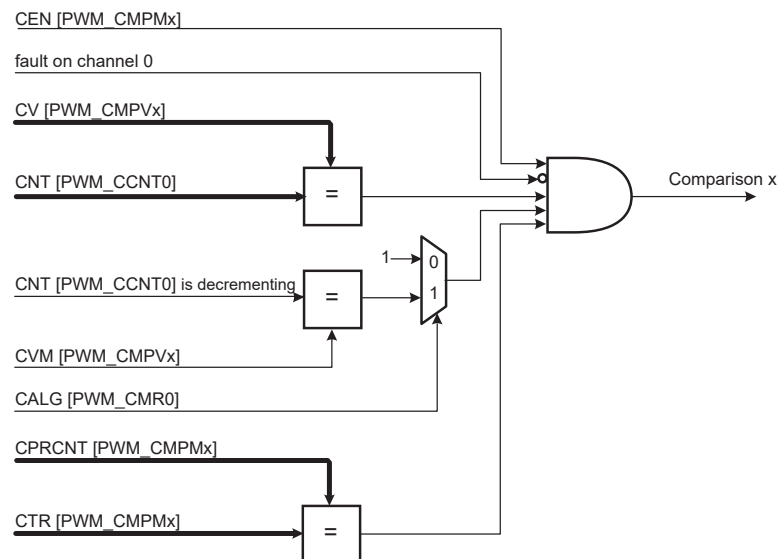 CEN [PWM_CMPMx]
fault on channel 0
CV [PWM_CMPVx]
CNT [PWM_CCNT0]
=
Comparison x
1
0
CNT [PWM_CCNT0] is decrementing
=
1
CVM [PWM_CMPVx]
CALG [PWM_CMR0]
CPRCNT [PWM_CMPMx]
CTR [PWM_CMPMx]
=